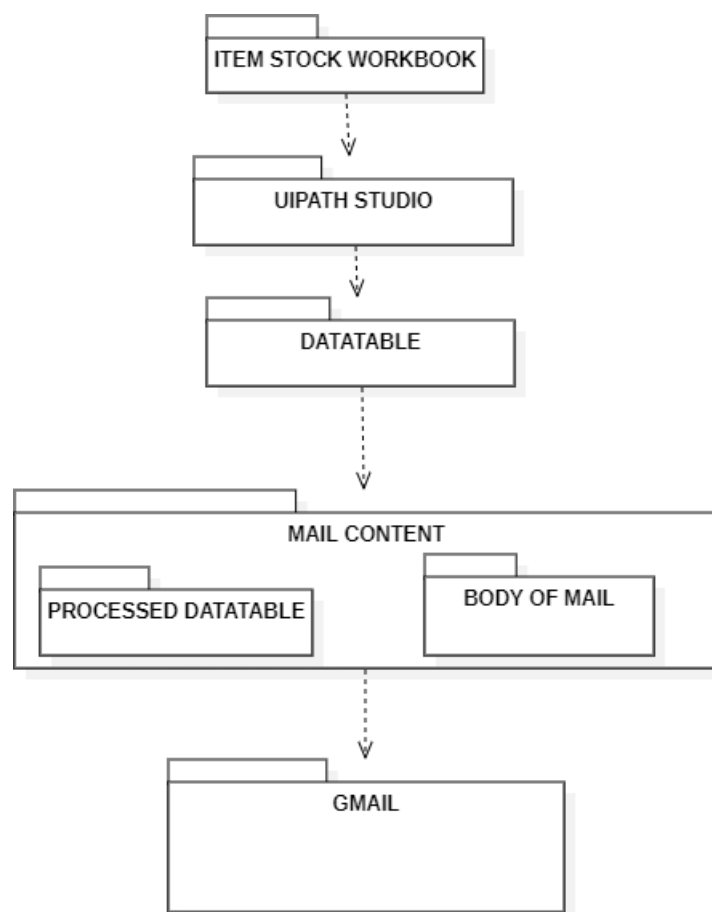 ITEM STOCK WORKBOOK
UIPATH STUDIO
DATATABLE
MAIL CONTENT
PROCESSED DATATABLE
BODY OF MAIL
GMAIL